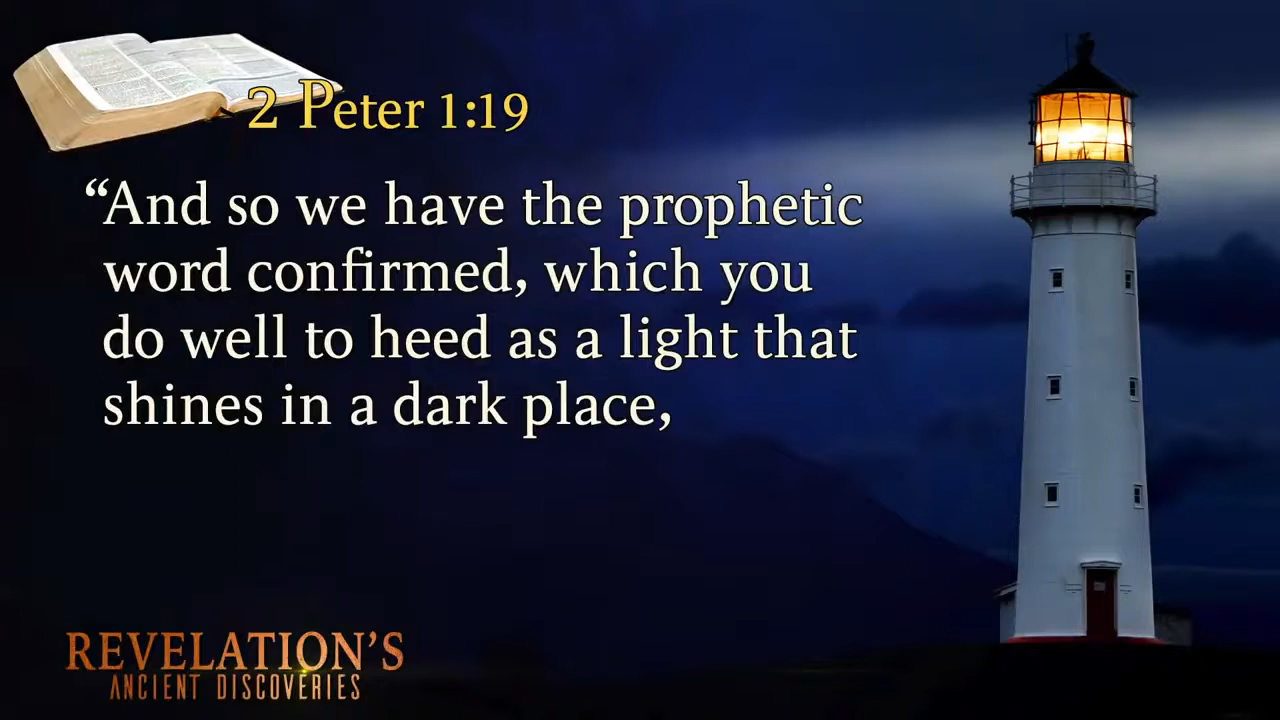 2 Peter 1:19
“And so we have the prophetic
word confirmed, which you
do well to heed as a light that
shines in a dark place,
REVELATION’S
ANCIENT DISCOVERIES